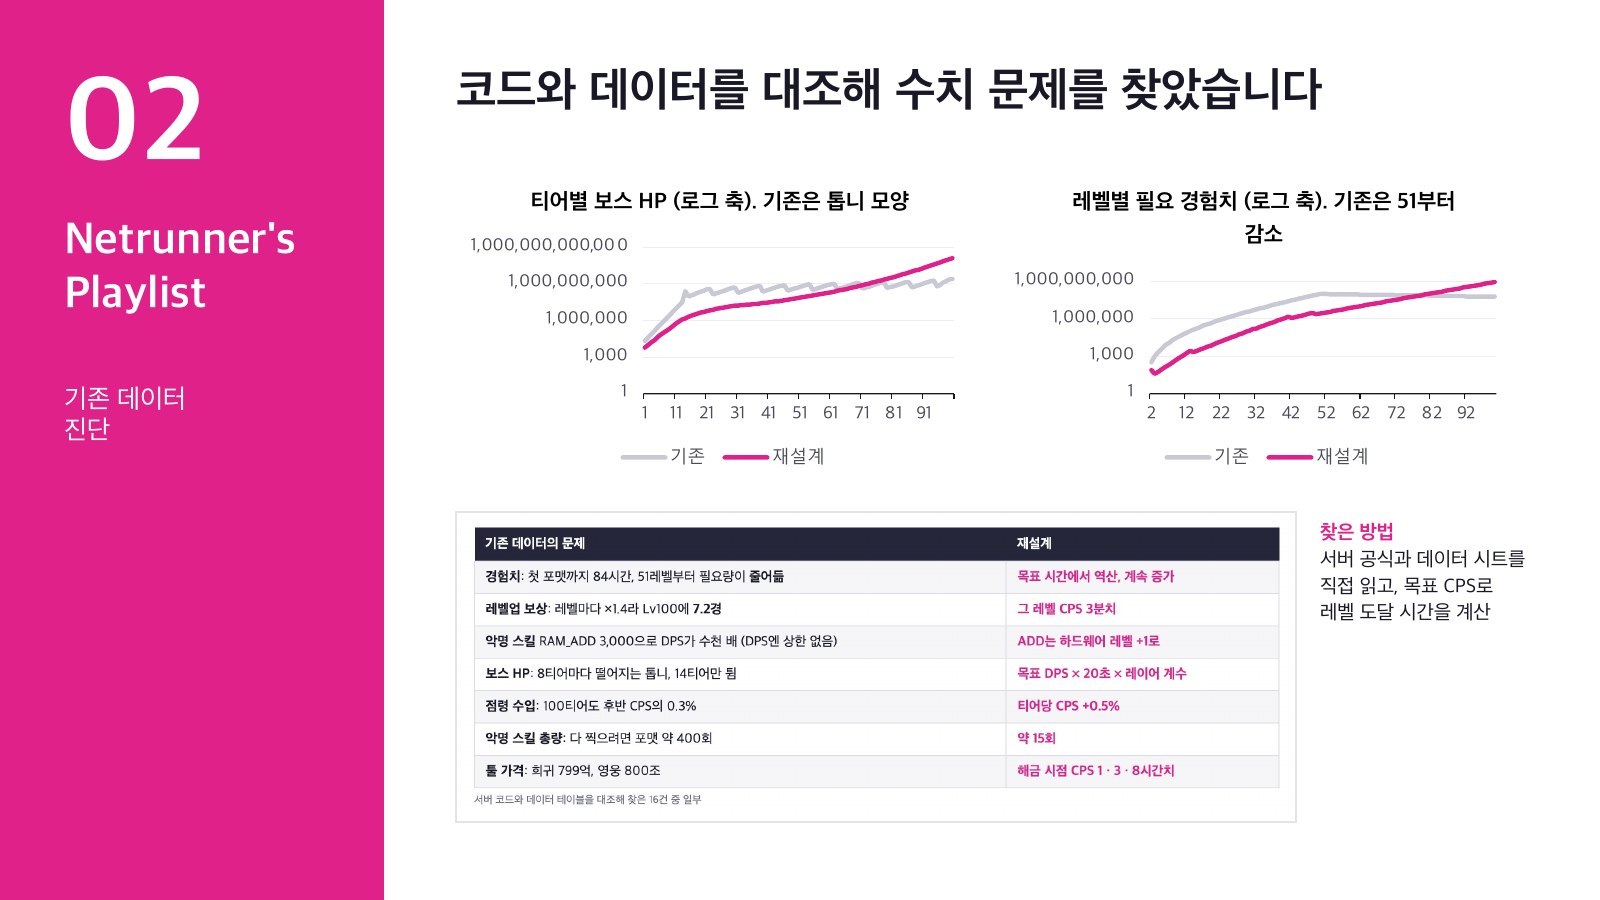 02
Netrunner's
Playlist
기존 데이터
진단
코드와 데이터를 대조해 수치 문제를 찾았습니다
티어별 보스 HP (로그 축). 기존은 톱니 모양
1,000,000,000,000
1,000,000,000
1,000,000
1,000
1
1 11 21 31 41 51 61 71 81 91
기존 재설계
레벨별 필요 경험치 (로그 축). 기존은 51부터
감소
1,000,000,000
1,000,000
1,000
1
2 12 22 32 42 52 62 72 82 92
기존 재설계
기존 데이터의 문제 재설계
경험치: 첫 포맷까지 84시간, 51레벨부터 필요량이 줄어듦 목표 시간에서 역산, 계속 증가
레벨업 보상: 레벨마다 ×1.4라 Lv100에 7.2경 그 레벨 CPS 3분치
악명 스킬 RAM_ADD 3,000으로 DPS가 수천 배 (DPS엔 상한 없음) ADD는 하드웨어 레벨 +1로
보스 HP: 8티어마다 떨어지는 톱니, 14티어만 튐 목표 DPS × 20초 × 레이어 계수
점령 수입: 100티어도 후반 CPS의 0.3% 티어당 CPS +0.5%
악명 스킬 총량: 다 찍으려면 포맷 약 400회 약 15회
툴 가격: 희귀 799억, 영웅 800조 해금 시점 CPS 1 · 3 · 8시간치
서버 코드와 데이터 테이블을 대조해 찾은 16건 중 일부
찾은 방법
서버 공식과 데이터 시트를
직접 읽고, 목표 CPS로
레벨 도달 시간을 계산